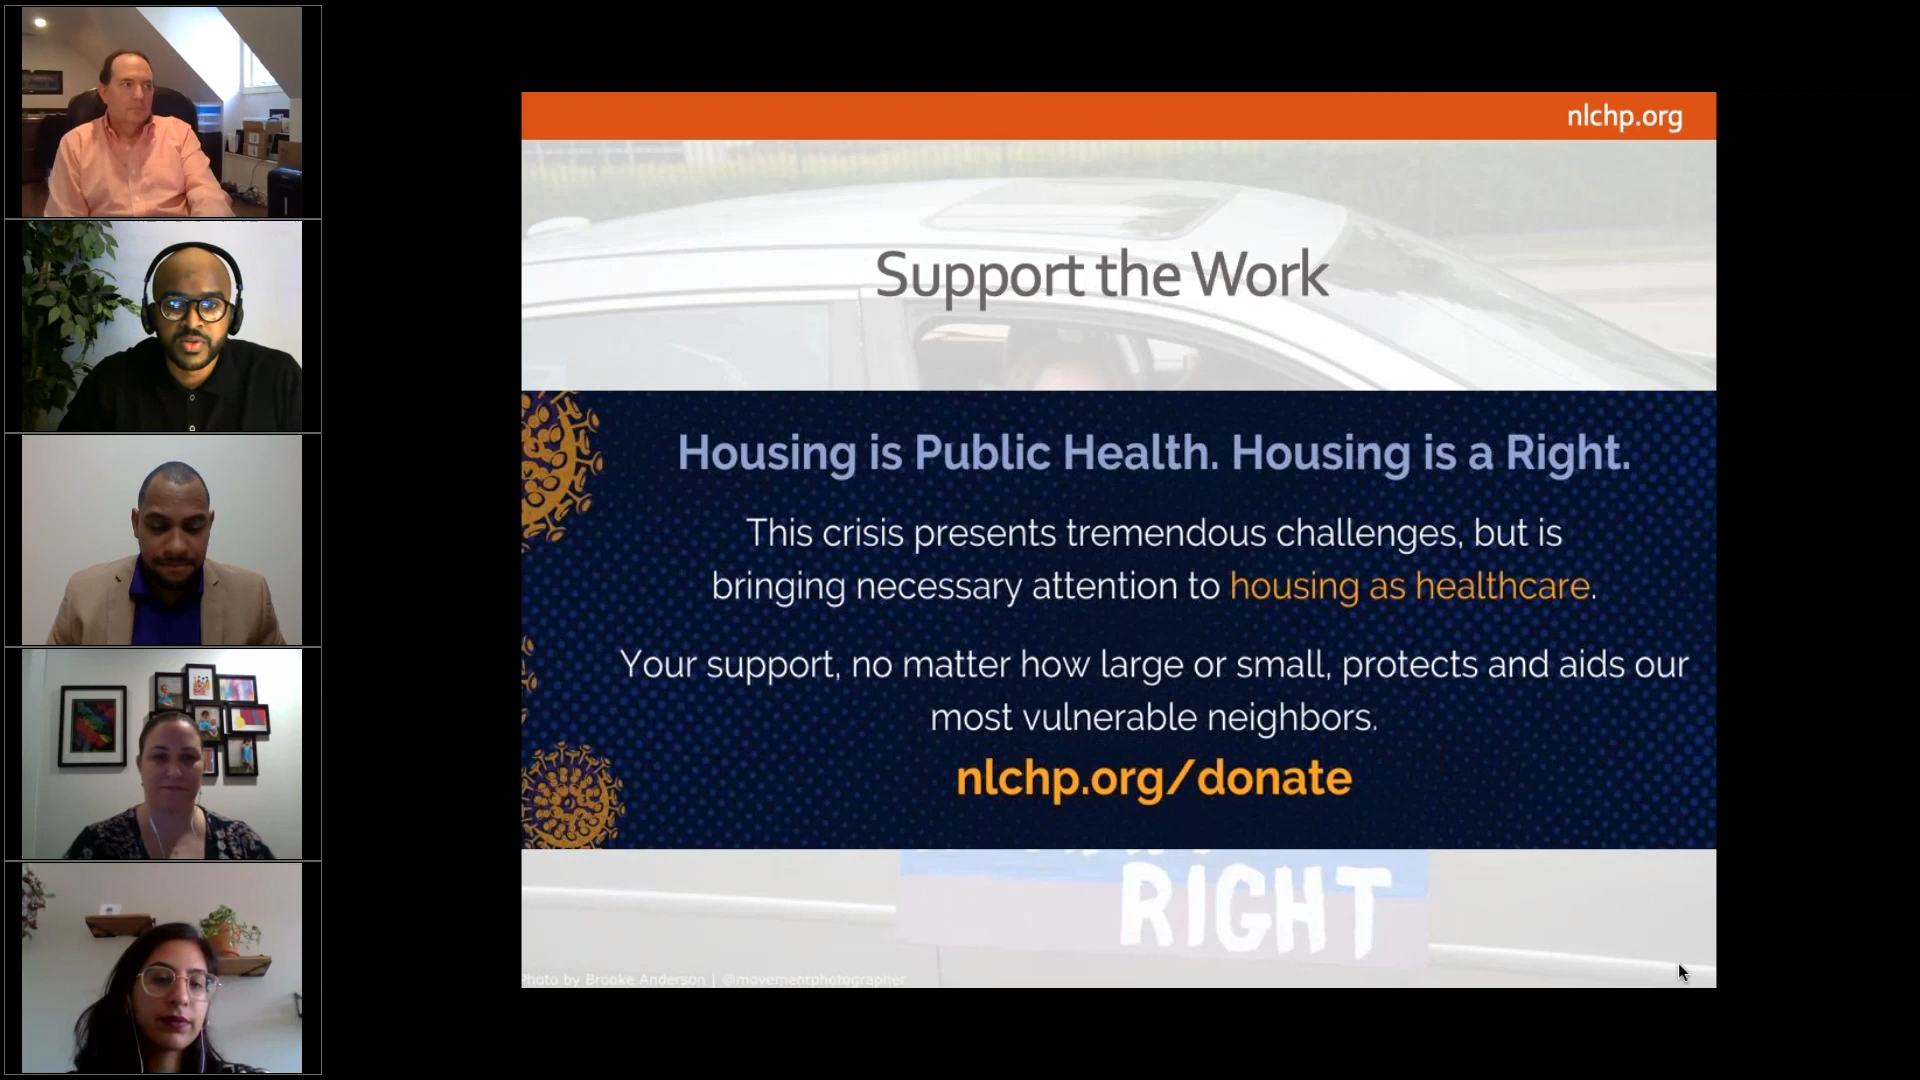 nlchp.org
Support the Work
Housing is Public Health. Housing is a Right.
This crisis presents tremendous challenges, but is
bringing necessary attention to housing as healthcare.
Your support, no matter how large or small, protects and aids our
most vulnerable neighbors.
nlchp.org/donate
RIGHT
Photo by Brooke Anderson | @movementphotographer